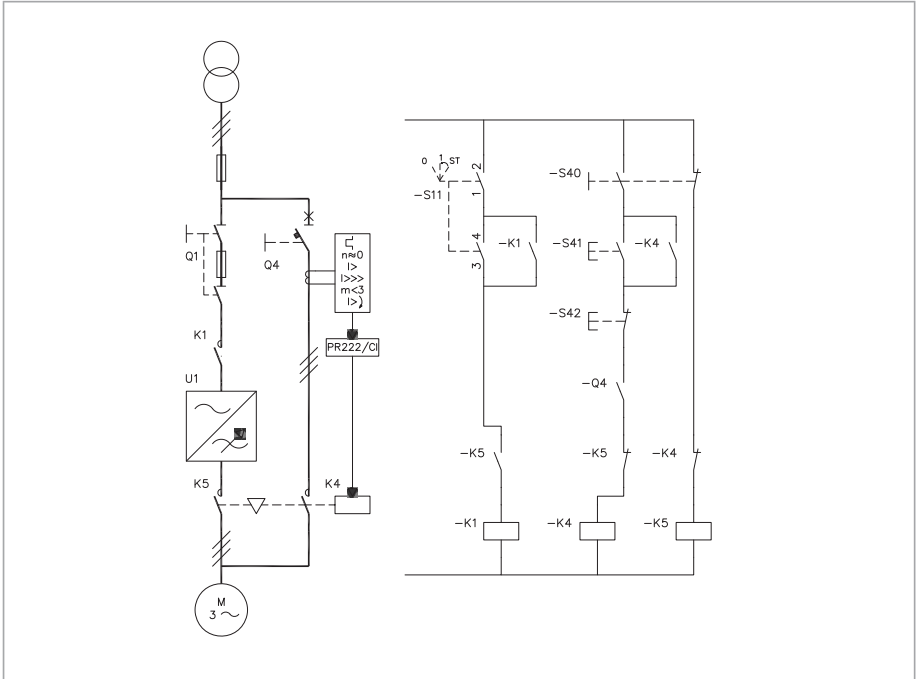 Q1
Q4
n≈0
I>
I>>>
m<3
I>
PR222/CI
K1
U1
K5
K4
M
3
0 1 ST
-S11
2
1
4
3
-K1
-K5
-K1
-S40
-S41
-K4
-S42
-Q4
-K5
-K4
-K4
-K5